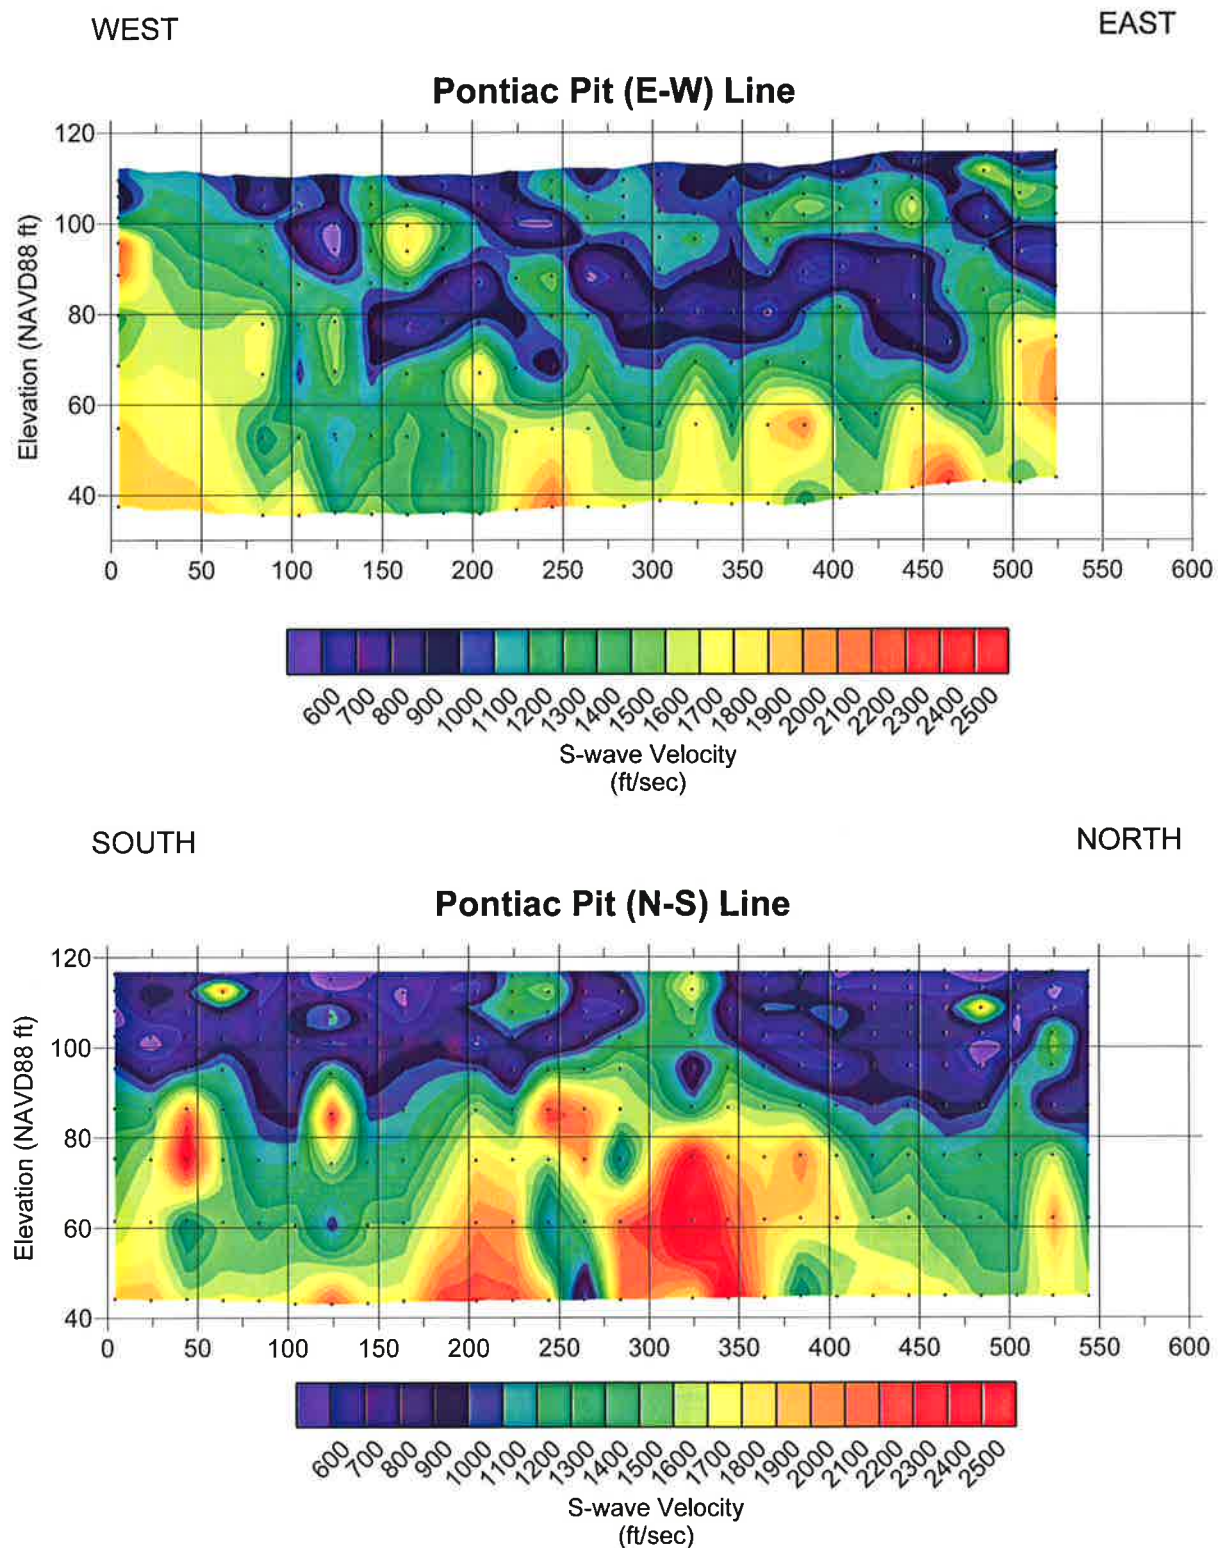 WEST
EAST
Pontiac Pit (E-W) Line
120
100
80
60
40
Elevation (NAVD88 ft)
0 50 100 150 200 250 300 350 400 450 500 550 600
600 700 800 900 1000 1100 1200 1300 1400 1500 1600 1700 1800 1900 2000 2100 2200 2300 2400 2500
S-wave Velocity
(ft/sec)
SOUTH
NORTH
Pontiac Pit (N-S) Line
120
100
80
60
40
Elevation (NAVD88 ft)
0 50 100 150 200 250 300 350 400 450 500 550 600
600 700 800 900 1000 1100 1200 1300 1400 1500 1600 1700 1800 1900 2000 2100 2200 2300 2400 2500
S-wave Velocity
(ft/sec)